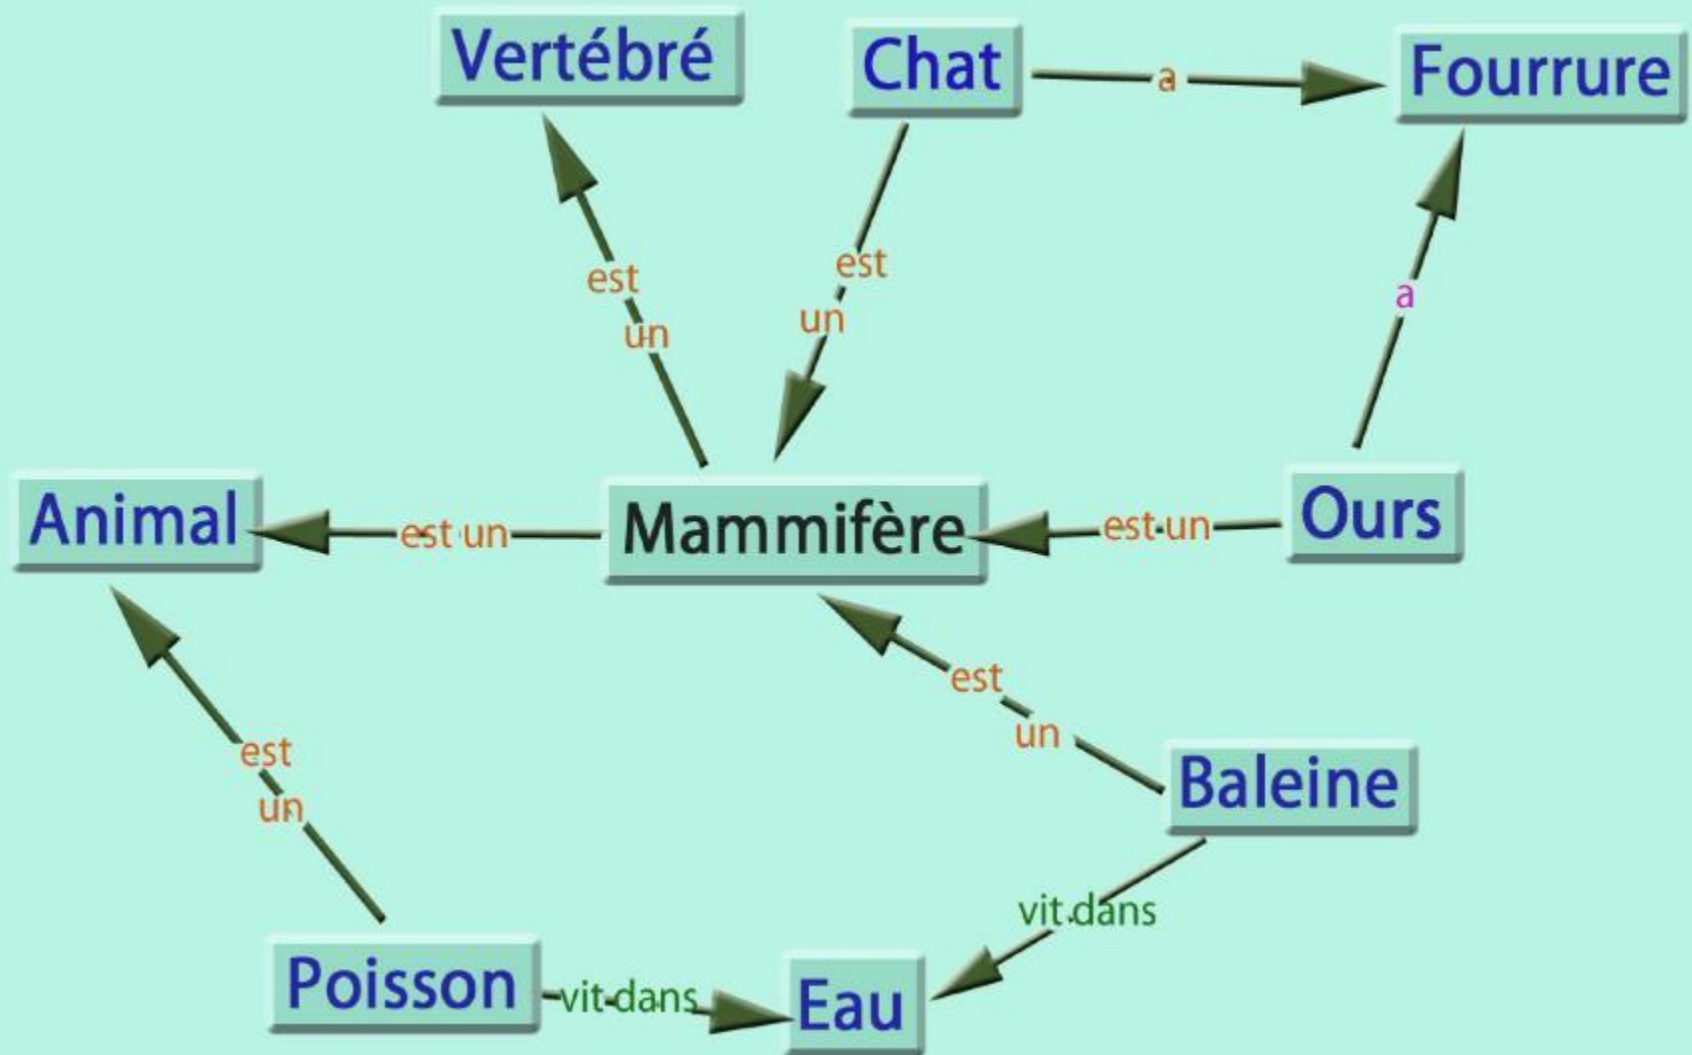 Vertébré
Chat
a
Fourrure
est
un
est
un
a
Animal
est un
Mammifère
est un
Ours
est
un
est
un
Baleine
vit dans
Poisson
vit dans
Eau